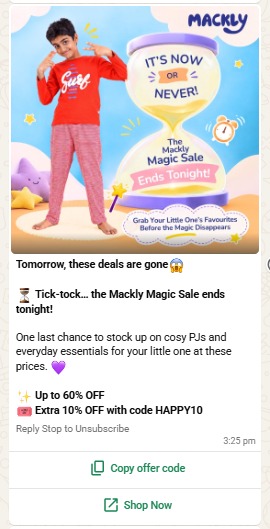 MACKLY
Surf
IT'S NOW
OR
NEVER!
The
Mackly
Magic Sale
Ends Tonight!
Grab Your Little One's Favourites
Before the Magic Disappears
Tomorrow, these deals are gone😱
⏳ Tick-tock... the Mackly Magic Sale ends
tonight!
One last chance to stock up on cosy PJs and
everyday essentials for your little one at these
prices. 💜
✨ Up to 60% OFF
🎟️ Extra 10% OFF with code HAPPY10
Reply Stop to Unsubscribe
3:25 pm
Copy offer code
Shop Now